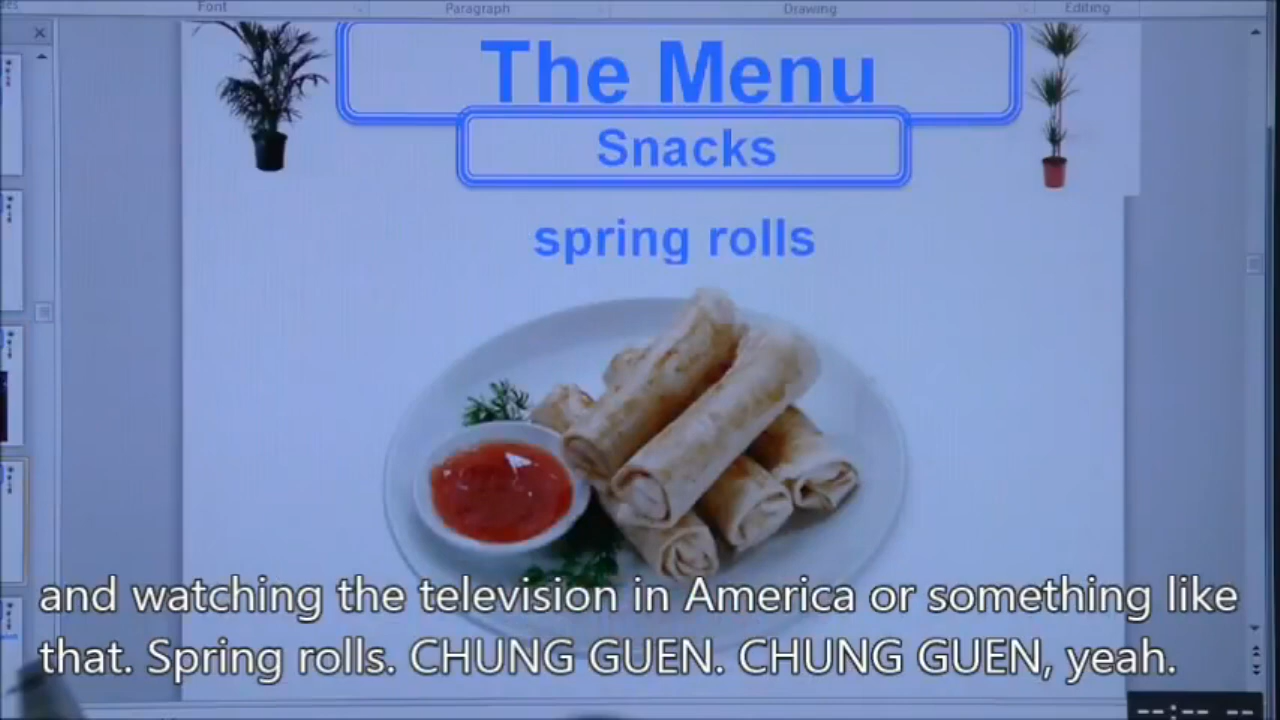 Font Paragraph Drawing Editing
The Menu
Snacks
spring rolls
and watching the television in America or something like
that. Spring rolls. CHUNG GUEN. CHUNG GUEN, yeah.
--:-- --